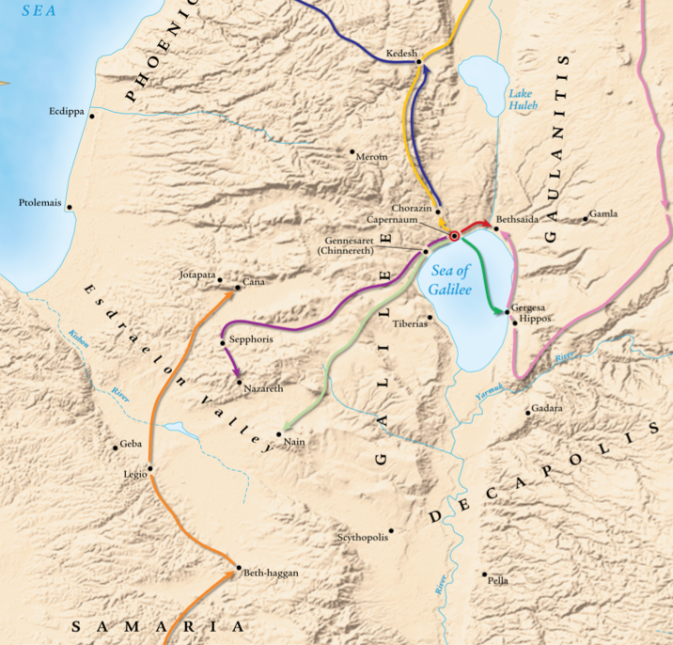 SEA
PHOENIC
Kedesh
GAULANITIS
Lake
Huleh
Ecdippa
Merom
Ptolemais
Chorazin
Capernaum
Bethsaida
Gamla
Gennesaret
(Chinnereth)
Sea of
Galilee
GALILEE
Jotapata
Cana
Esdraelon Valley
Gergesa
Hippos
Tiberias
Kishon
River
Sepphoris
Nazareth
Yarmuk
River
Gadara
Nain
Geba
Legio
DECAPOLIS
Scythopolis
Beth-haggan
Pella
River
SAMARIA